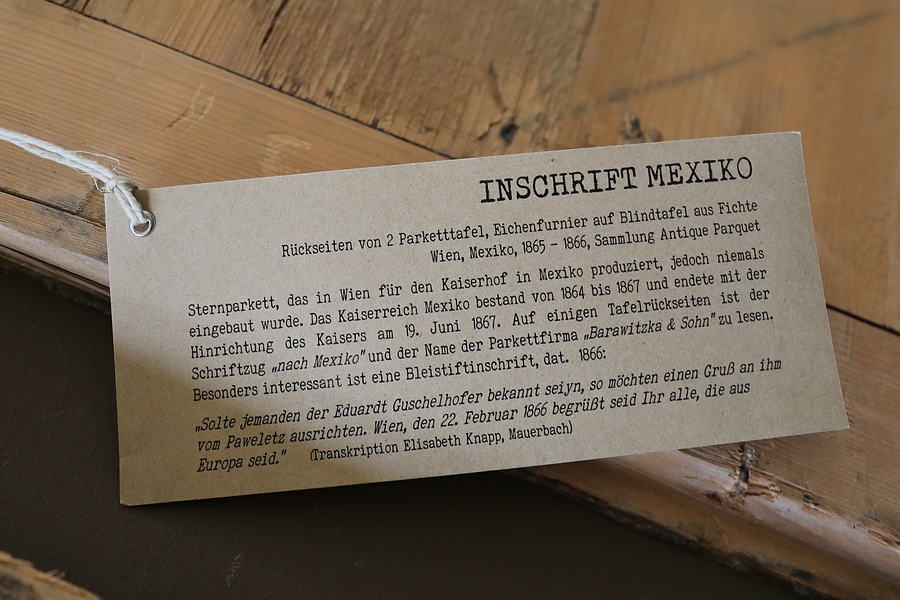 INSCHRIFT MEXIKO
Rückseiten von 2 Parketttafel, Eichenfurnier auf Blindtafel aus Fichte
Wien, Mexiko, 1865 – 1866, Sammlung Antique Parquet
Sternparkett, das in Wien für den Kaiserhof in Mexiko produziert, jedoch niemals
eingebaut wurde. Das Kaiserreich Mexiko bestand von 1864 bis 1867 und endete mit der
Hinrichtung des Kaisers am 19. Juni 1867. Auf einigen Tafelrückseiten ist der
Schriftzug „nach Mexiko" und der Name der Parkettfirma „Barawitzka & Sohn" zu lesen.
Besonders interessant ist eine Bleistiftinschrift, dat. 1866:
„Solte jemanden der Eduardt Guschelhofer bekannt seiyn, so möchten einen Gruß an ihm
vom Paweletz ausrichten. Wien, den 22. Februar 1866 begrüßt seid Ihr alle, die aus
Europa seid." (Transkription Elisabeth Knapp, Mauerbach)